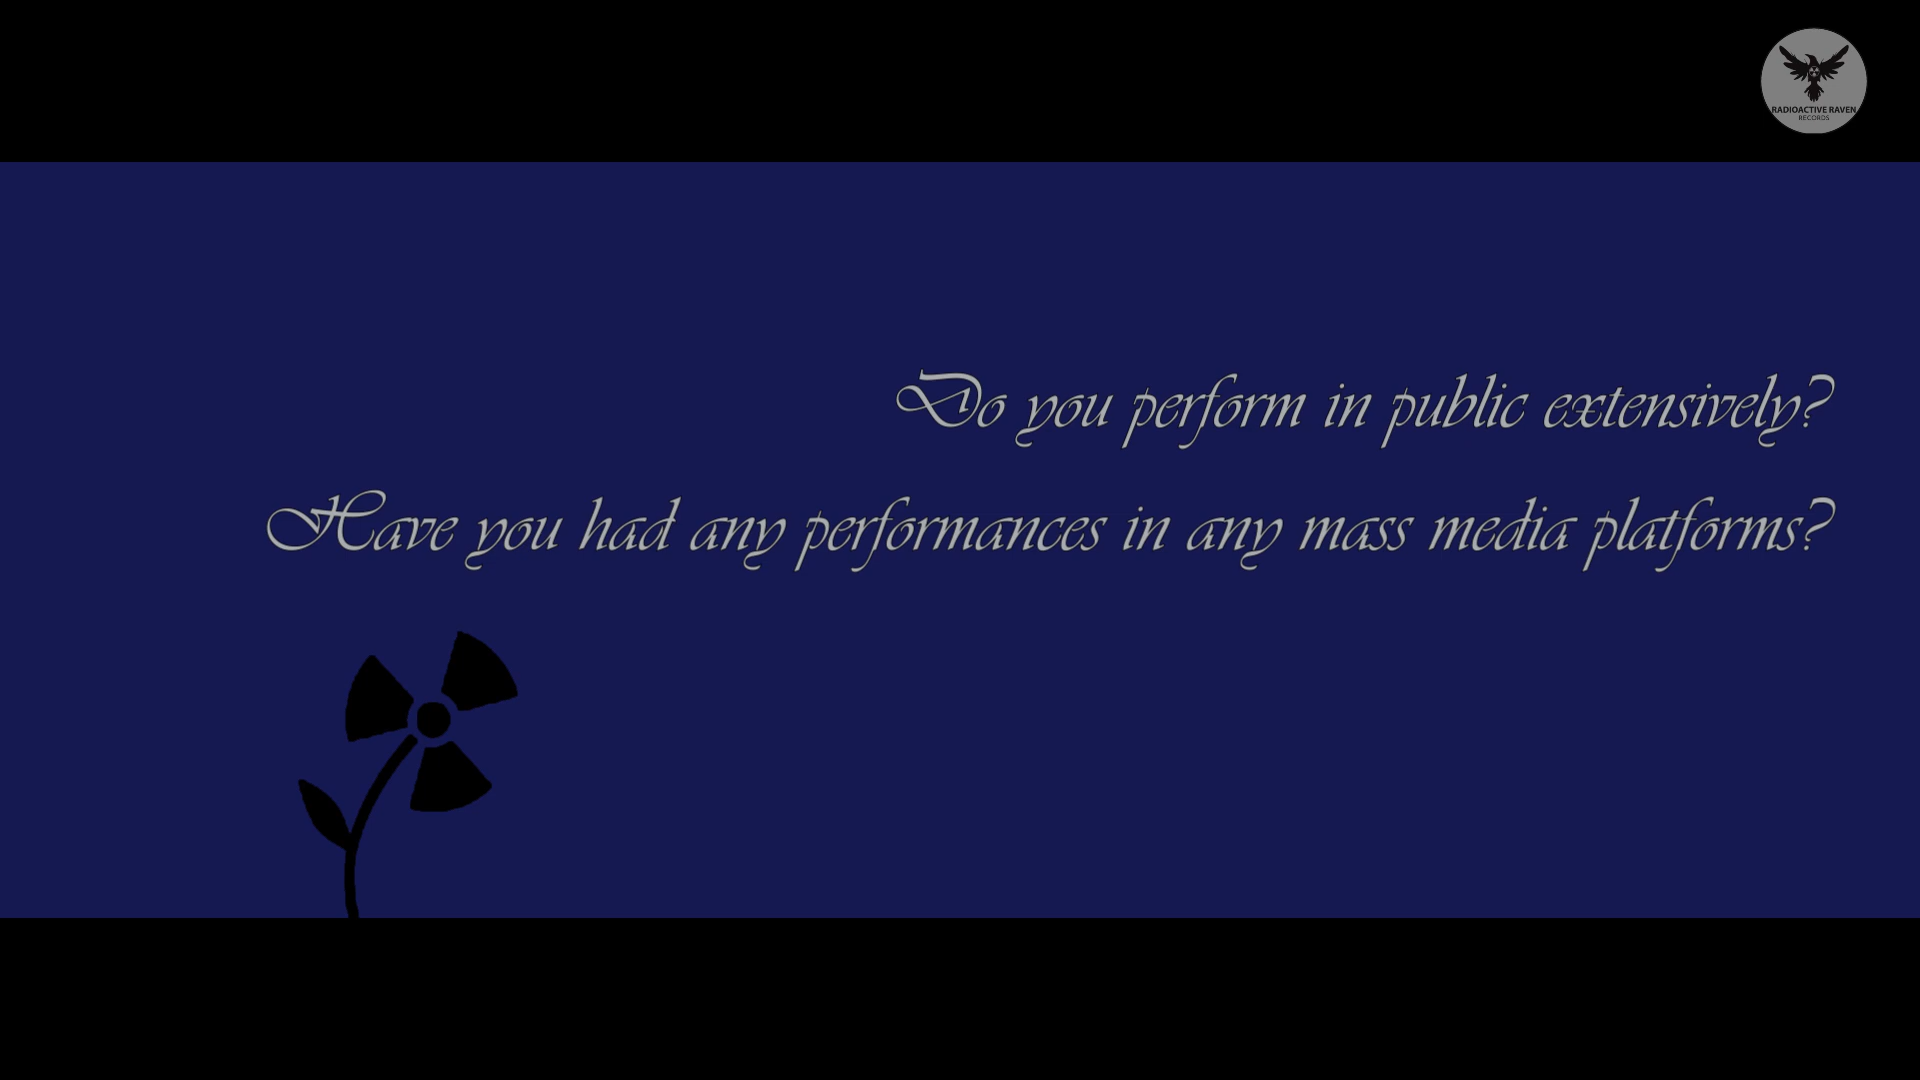 RADIOACTIVE RAVEN
RECORDS
Do you perform in public extensively?
Have you had any performances in any mass media platforms?